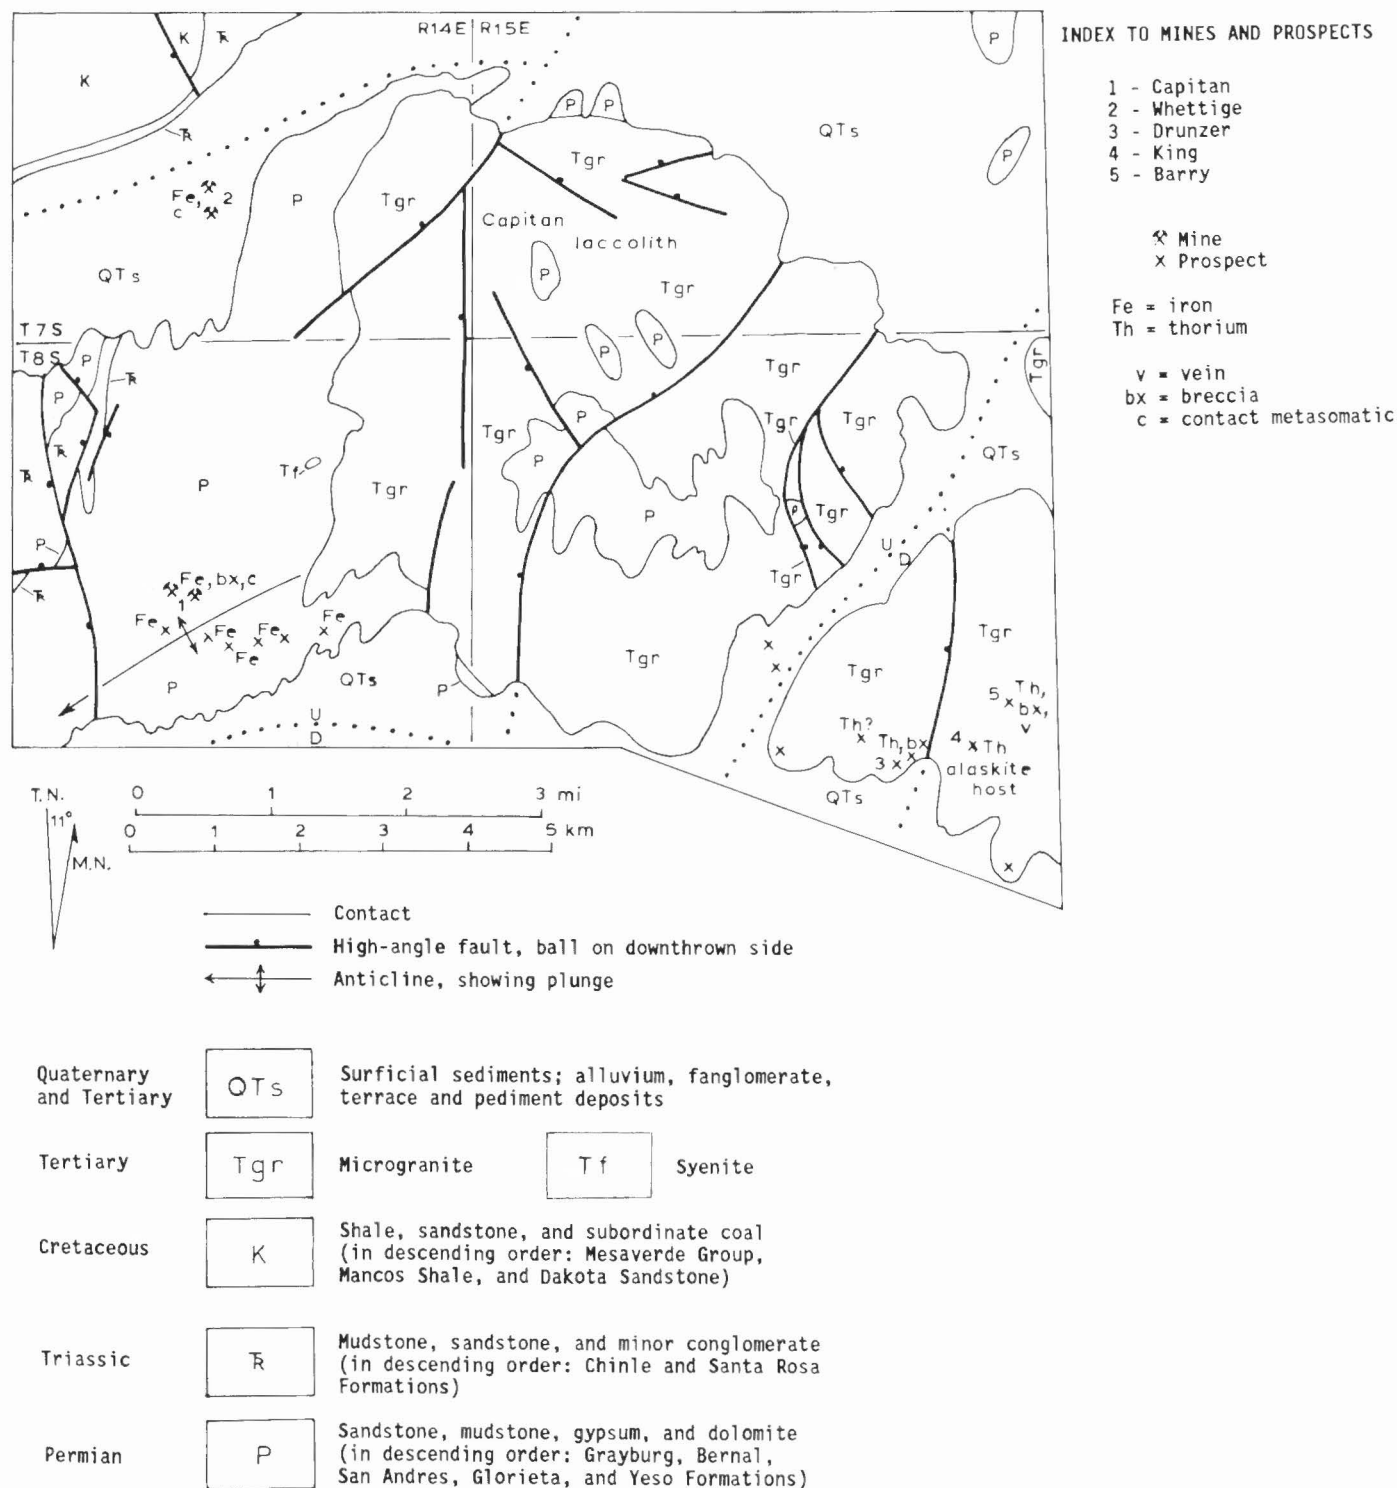 R14E R15E
K
K
TR
TR
P
QTs
P
P
P
Tgr
Fe, 2
c
P
Tgr
Capitan
laccolith
P
Tgr
QTs
T7S
T8S
P
P
P
P
TR
P
TR
TR
P
Tgr
Tgr
Tgr
Tgr
Tgr
P
P
Tf
P
Tgr
QTs
P
P
Tgr
P
TR
Fe, bx, c
1
Fe
Fe
Fe
Fe
Fe
U
D
Tgr
P
QTs
P
Tgr
Tgr
Tgr
5 Th,
bx,
v
Th?
Th, bx
3
4 Th
alaskite
host
U
D
QTs
INDEX TO MINES AND PROSPECTS
1 - Capitan
2 - Whettige
3 - Drunzer
4 - King
5 - Barry
Mine
x Prospect
Fe = iron
Th = thorium
v = vein
bx = breccia
c = contact metasomatic
T.N.
11°
M.N.
0 1 2 3 mi
0 1 2 3 4 5 km
Contact
High-angle fault, ball on downthrown side
Anticline, showing plunge
Quaternary
and Tertiary
QTs
Surficial sediments; alluvium, fanglomerate,
terrace and pediment deposits
Tertiary
Tgr
Microgranite
Tf
Syenite
Cretaceous
K
Shale, sandstone, and subordinate coal
(in descending order: Mesaverde Group,
Mancos Shale, and Dakota Sandstone)
Triassic
TR
Mudstone, sandstone, and minor conglomerate
(in descending order: Chinle and Santa Rosa
Formations)
Permian
P
Sandstone, mudstone, gypsum, and dolomite
(in descending order: Grayburg, Bernal,
San Andres, Glorieta, and Yeso Formations)